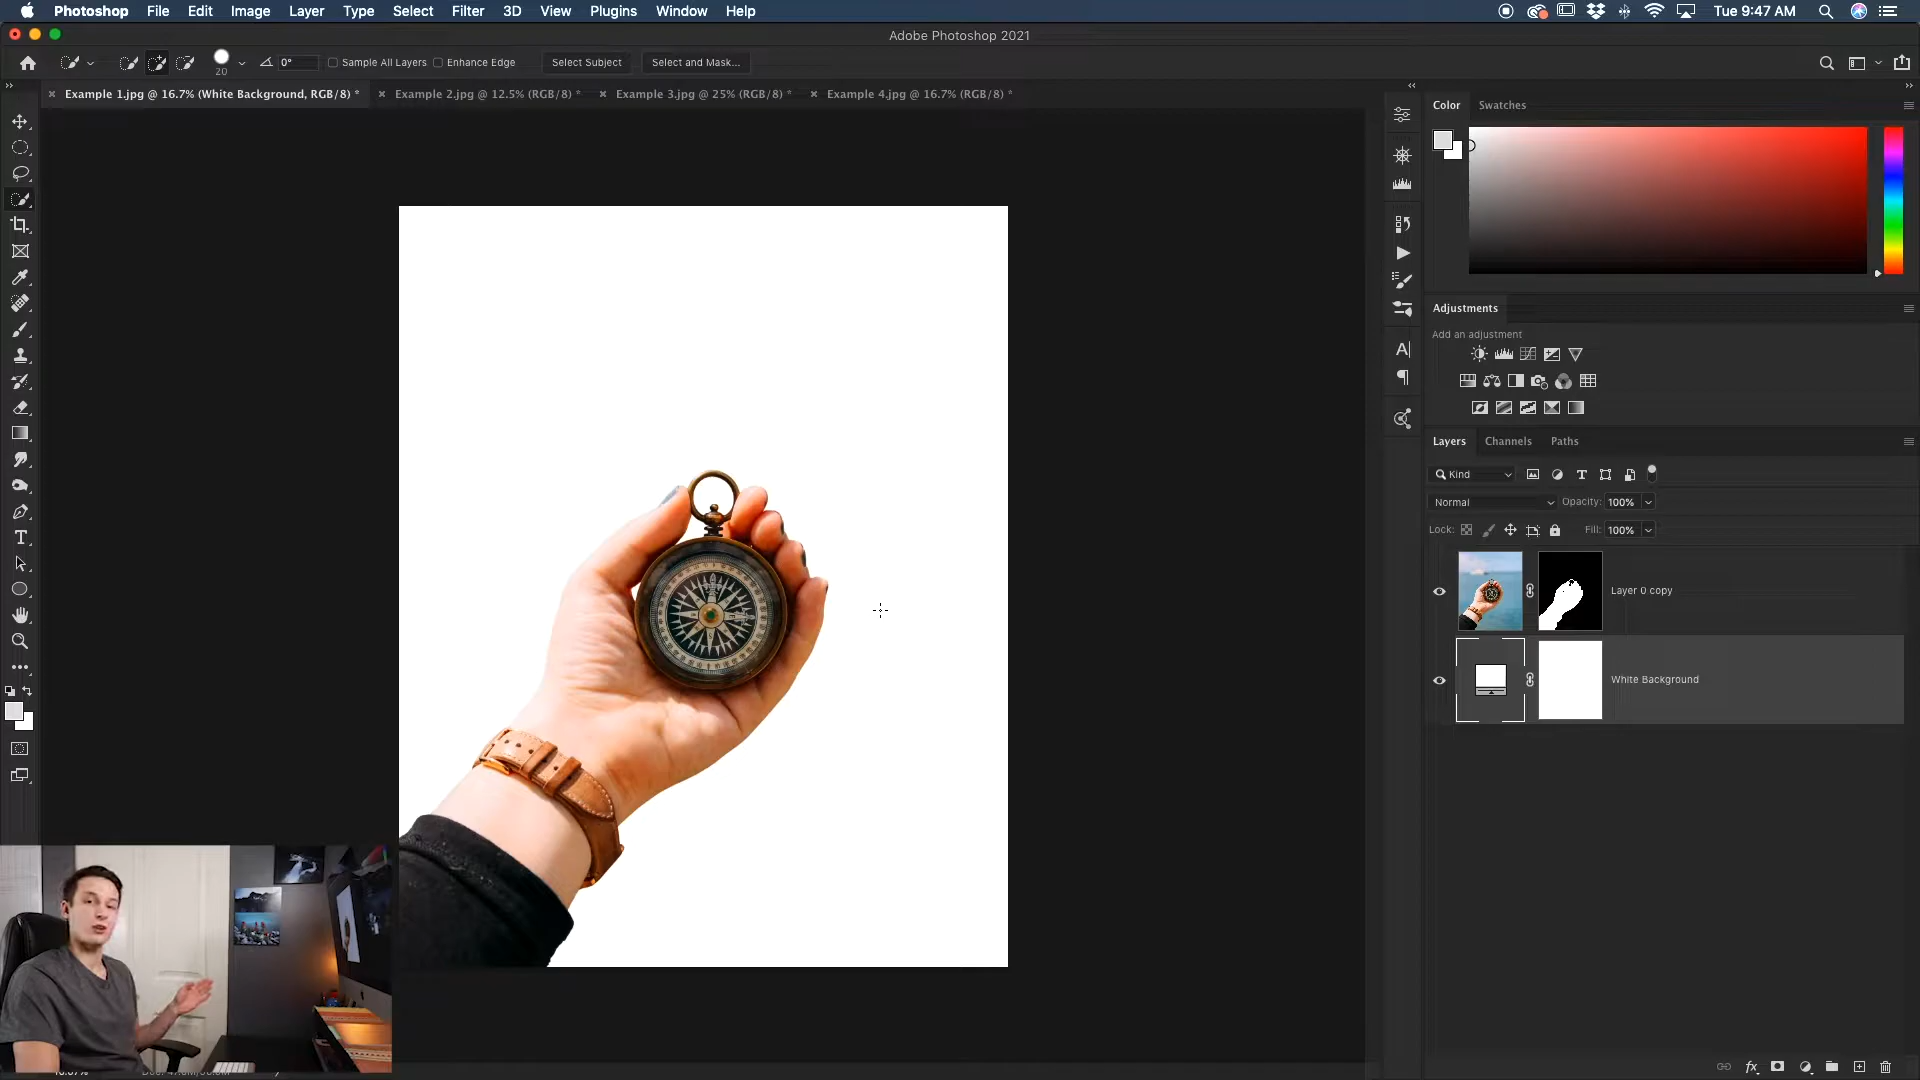 Photoshop File Edit Image Layer Type Select Filter 3D View Plugins Window Help Tue 9:47 AM
Adobe Photoshop 2021
20 0° Sample All Layers Enhance Edge Select Subject Select and Mask...
Example 1.jpg @ 16.7% (White Background, RGB/8) * Example 2.jpg @ 12.5% (RGB/8) * Example 3.jpg @ 25% (RGB/8) * Example 4.jpg @ 16.7% (RGB/8) *
Color Swatches
Adjustments
Add an adjustment
Layers Channels Paths
Kind
Normal Opacity: 100%
Lock: Fill: 100%
Layer 0 copy
White Background